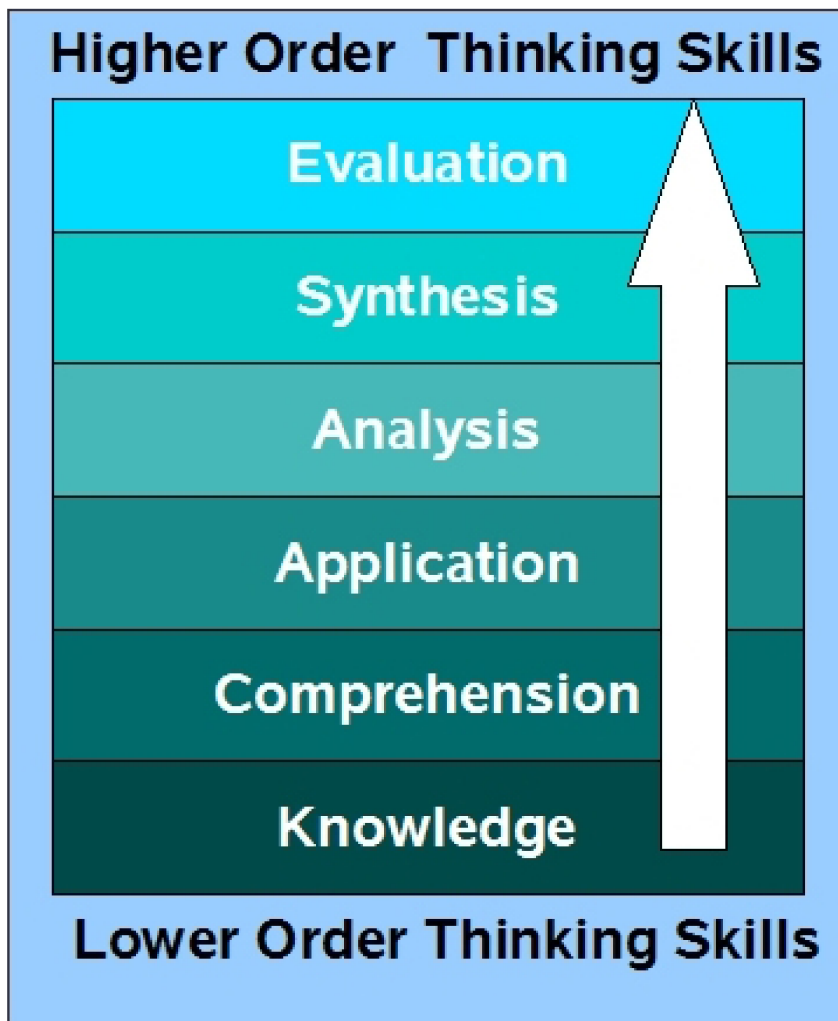 Higher Order Thinking Skills
Evaluation
Synthesis
Analysis
Application
Comprehension
Knowledge
Lower Order Thinking Skills